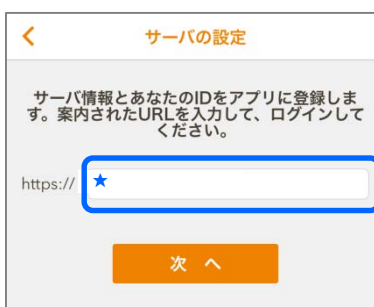 サーバの設定
サーバ情報とあなたのIDをアプリに登録しま
す。案内されたURLを入力して、ログインして
ください。
https:// ★
次 へ